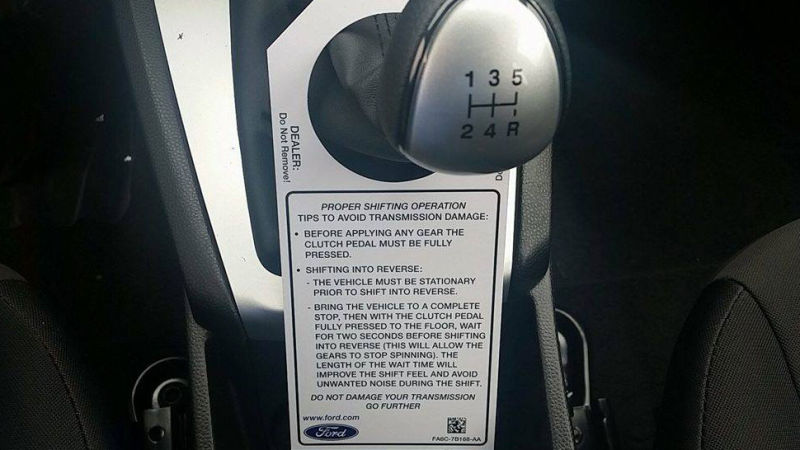 1 3 5
2 4 R
DEALER:
Do Not Remove!
PROPER SHIFTING OPERATION
TIPS TO AVOID TRANSMISSION DAMAGE:
• BEFORE APPLYING ANY GEAR THE
CLUTCH PEDAL MUST BE FULLY
PRESSED.
• SHIFTING INTO REVERSE:
- THE VEHICLE MUST BE STATIONARY
PRIOR TO SHIFT INTO REVERSE.
- BRING THE VEHICLE TO A COMPLETE
STOP, THEN WITH THE CLUTCH PEDAL
FULLY PRESSED TO THE FLOOR, WAIT
FOR TWO SECONDS BEFORE SHIFTING
INTO REVERSE (THIS WILL ALLOW THE
GEARS TO STOP SPINNING). THE
LENGTH OF THE WAIT TIME WILL
IMPROVE THE SHIFT FEEL AND AVOID
UNWANTED NOISE DURING THE SHIFT.
DO NOT DAMAGE YOUR TRANSMISSION
GO FURTHER
www.ford.com
Ford
FA6C-7B168-AA